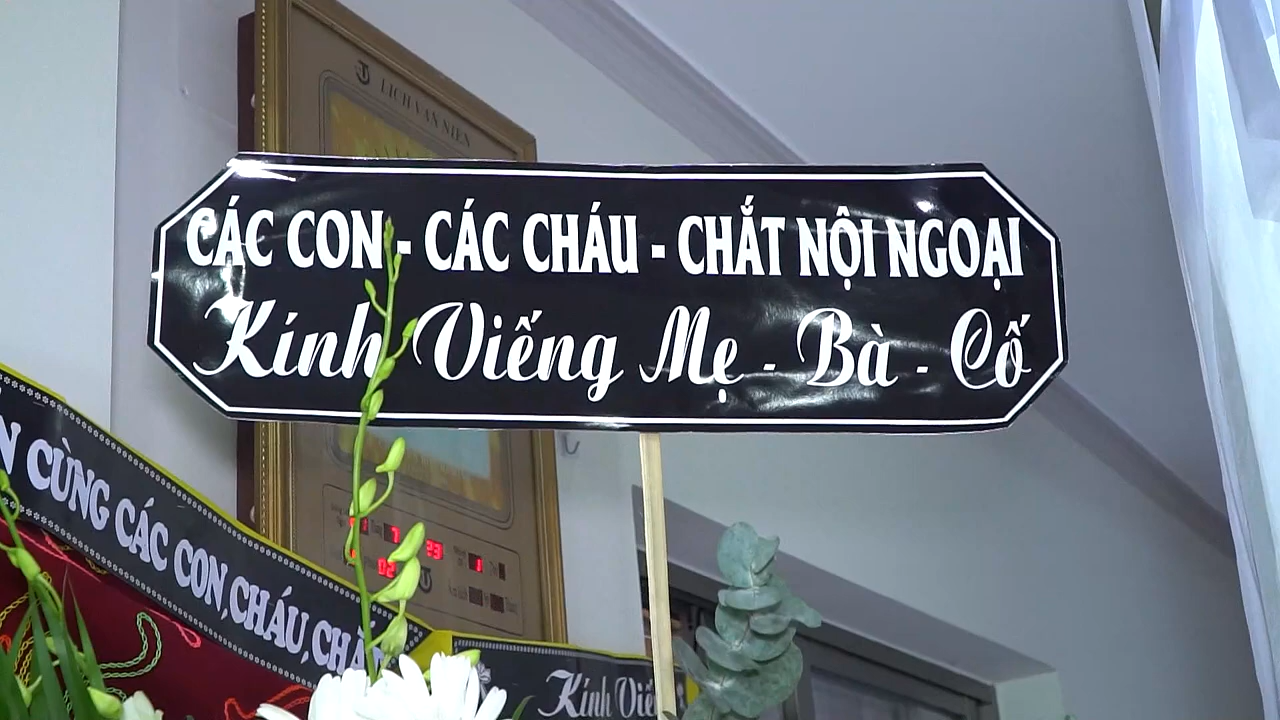 LỊCH VẠN NIÊN
CÁC CON - CÁC CHÁU - CHẮT NỘI NGOẠI
Kính Viếng Mẹ - Bà - Cố
CÙNG CÁC CON, CHÁU, CHẮT
Kính Viếng